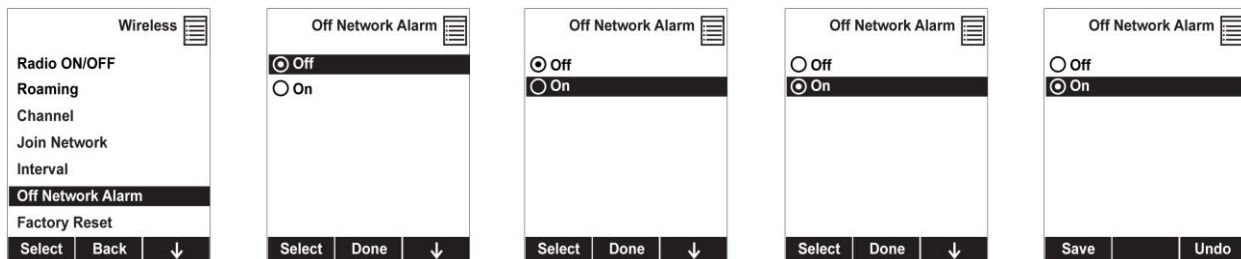 Wireless
Radio ON/OFF
Roaming
Channel
Join Network
Interval
Off Network Alarm
Factory Reset
Select Back ↓
Off Network Alarm
Off
On
Select Done ↓
Off Network Alarm
Off
On
Select Done ↓
Off Network Alarm
Off
On
Select Done ↓
Off Network Alarm
Off
On
Save Undo